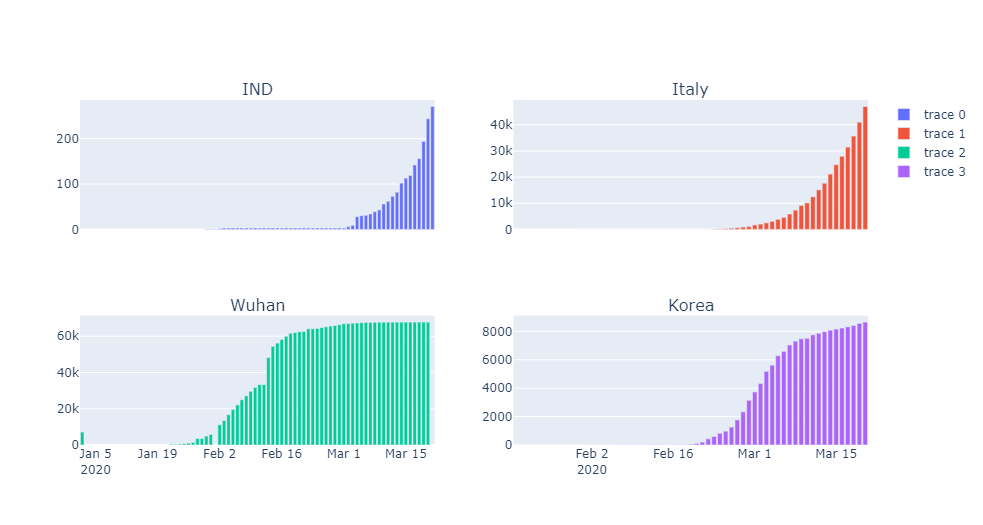 IND
Italy
200
100
0
40k
30k
20k
10k
0
trace 0
trace 1
trace 2
trace 3
Wuhan
Korea
60k
40k
20k
0
8000
6000
4000
2000
0
Jan 5
2020
Jan 19
Feb 2
Feb 16
Mar 1
Mar 15
Feb 2
2020
Feb 16
Mar 1
Mar 15